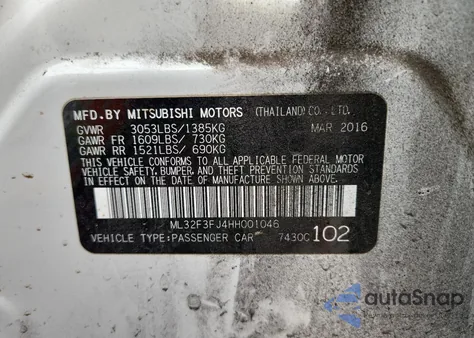 MFD.BY MITSUBISHI MOTORS (THAILAND) CO., LTD.
GVWR 3053LBS/1385KG MAR 2016
GAWR FR 1609LBS/ 730KG
GAWR RR 1521LBS/ 690KG
THIS VEHICLE CONFORMS TO ALL APPLICABLE FEDERAL MOTOR
VEHICLE SAFETY, BUMPER, AND THEFT PREVENTION STANDARDS
IN EFFECT ON THE DATE OF MANUFACTURE SHOWN ABOVE.
ML32F3FJ4HH001046
VEHICLE TYPE:PASSENGER CAR 7430C 102
autoSnap